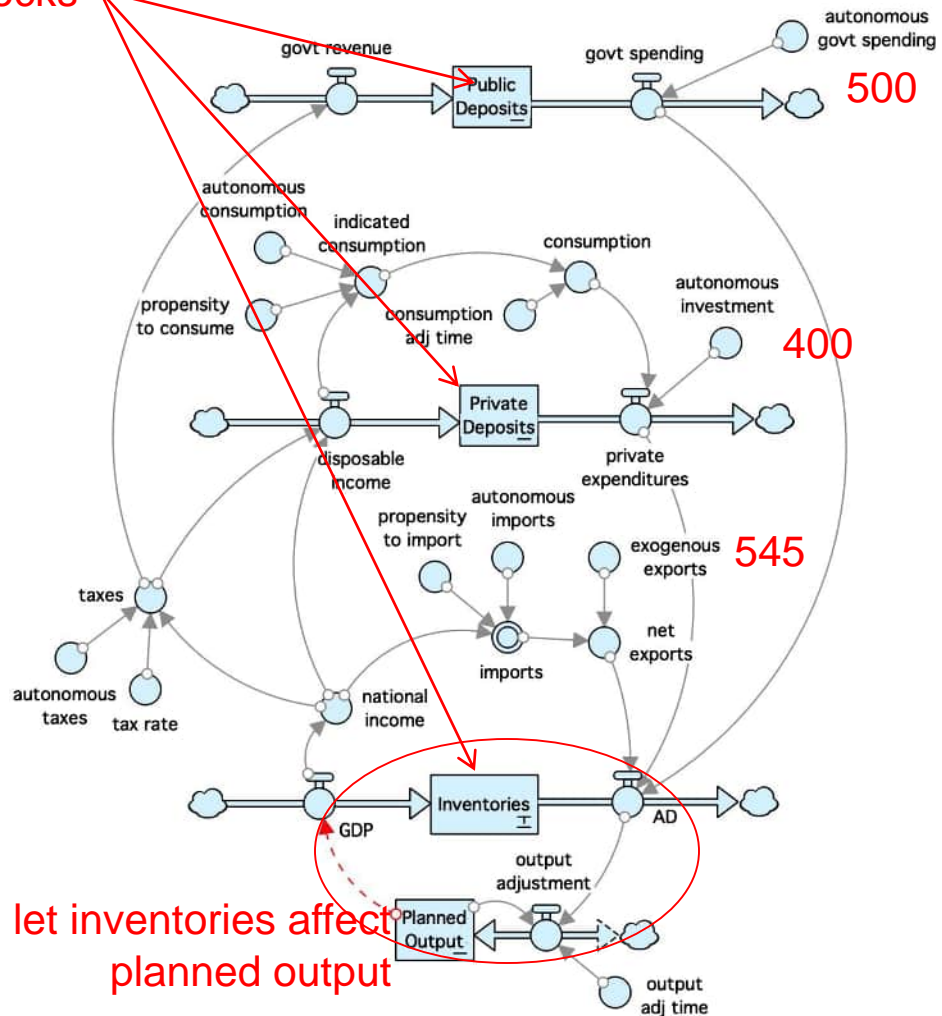 govt revenue
Public
Deposits
govt spending
autonomous
govt spending
500
autonomous
consumption
indicated
consumption
consumption
propensity
to consume
consumption
adj time
autonomous
investment
400
Private
Deposits
disposable
income
private
expenditures
propensity
to import
autonomous
imports
exogenous
exports
545
taxes
imports
net
exports
autonomous
taxes
tax rate
national
income
Inventories
GDP
AD
output
adjustment
let inventories affect
planned output
Planned
Output
output
adj time